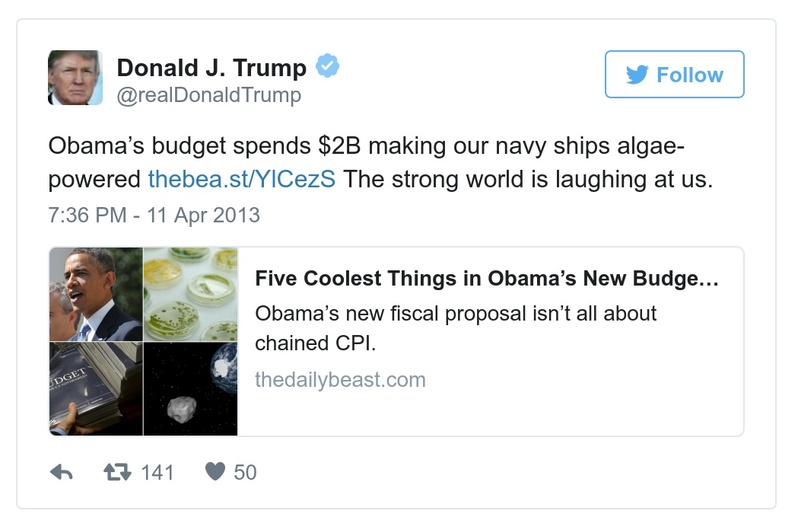 Donald J. Trump
@realDonaldTrump
Follow
Obama’s budget spends $2B making our navy ships algae-
powered thebea.st/YlCezS The strong world is laughing at us.
7:36 PM - 11 Apr 2013
Five Coolest Things in Obama’s New Budge…
Obama’s new fiscal proposal isn’t all about
chained CPI.
UDGET
thedailybeast.com
141
50